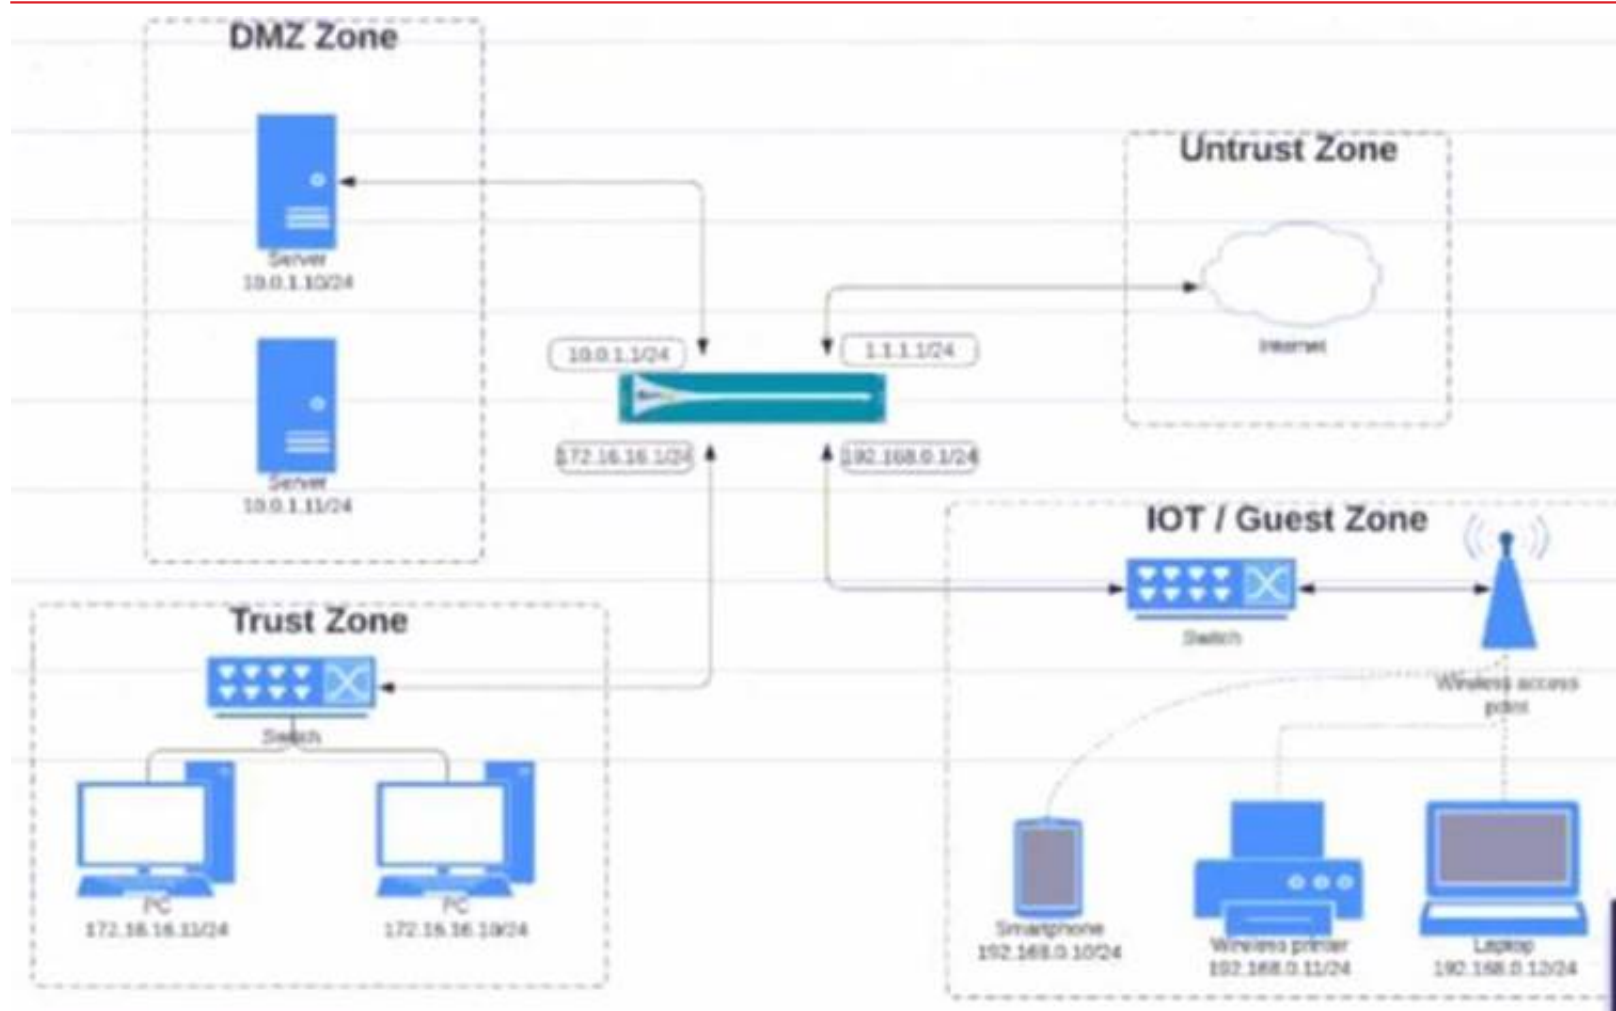 DMZ Zone
Server
10.0.1.10/24
Server
10.0.1.11/24
Untrust Zone
Internet
10.0.1.1/24
1.1.1.1/24
172.16.16.1/24
192.168.0.1/24
Trust Zone
Switch
PC
172.16.16.11/24
PC
172.16.16.10/24
IOT / Guest Zone
Switch
Wireless access
point
Smartphone
192.168.0.10/24
Wireless printer
192.168.0.11/24
Laptop
192.168.0.12/24